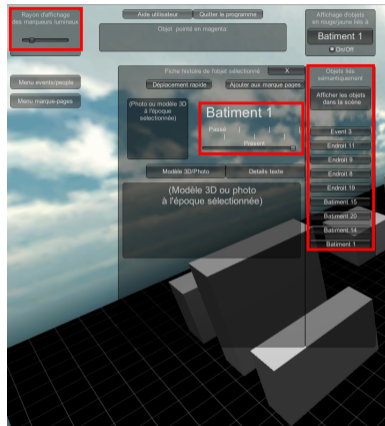 Rayon d'affichage
des marqueurs lumineux
Aide utilisateur
Quitter le programme
Objet pointé en magenta
Affichage d'objets
en rouge/jaune liés à
Batiment 1
On/Off
Menu events/people
Menu marque-pages
Fiche histoire de l'objet sélectionné
X
Déplacement rapide
Ajouter aux marque pages
(Photo ou modèle 3D
à l'époque
sélectionnée)
Batiment 1
Passé
Présent
Modèle 3D/Photo
Détails texte
(Modèle 3D ou photo
à l'époque sélectionnée)
Objets liés
sémantiquement
Afficher les objets
dans la scène
Event 3
Endroit 11
Endroit 9
Endroit 8
Endroit 19
Batiment 15
Batiment 20
Batiment 14
Batiment 1